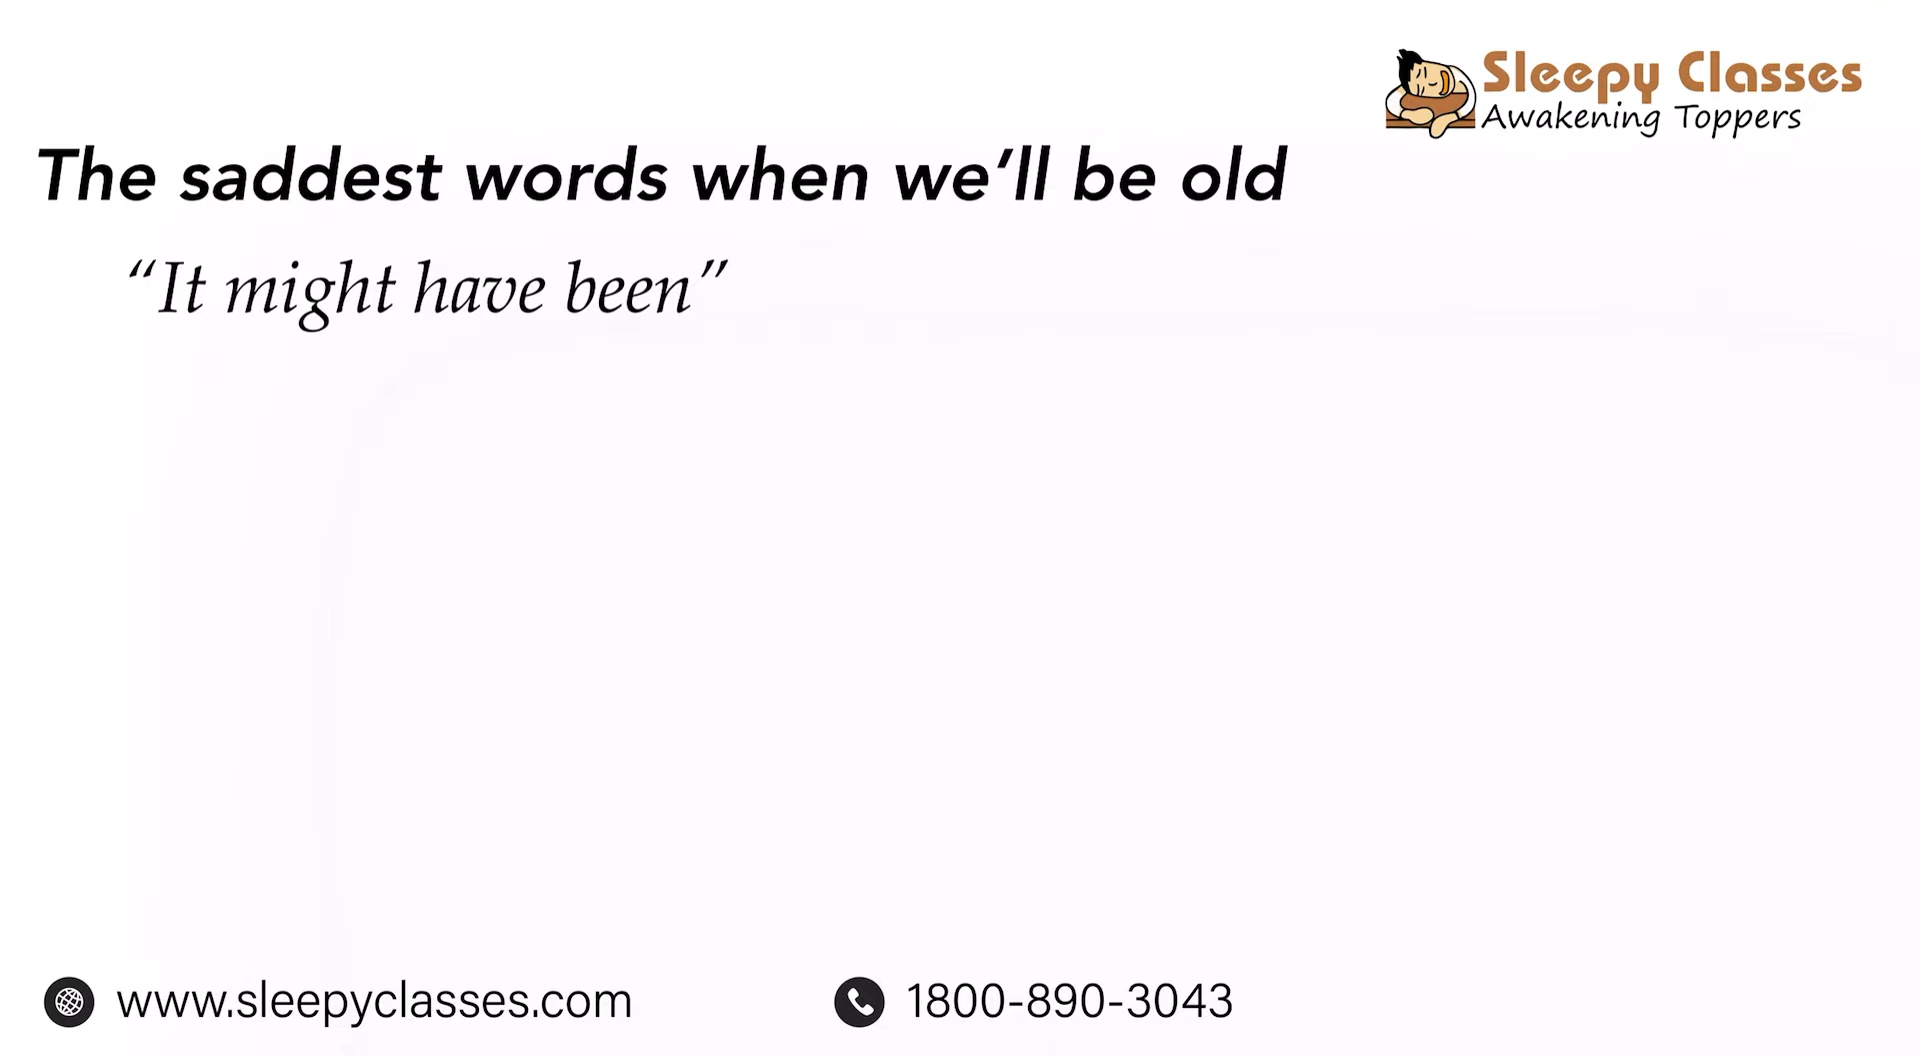 Sleepy Classes
Awakening Toppers
The saddest words when we’ll be old
“It might have been”
www.sleepyclasses.com
1800-890-3043